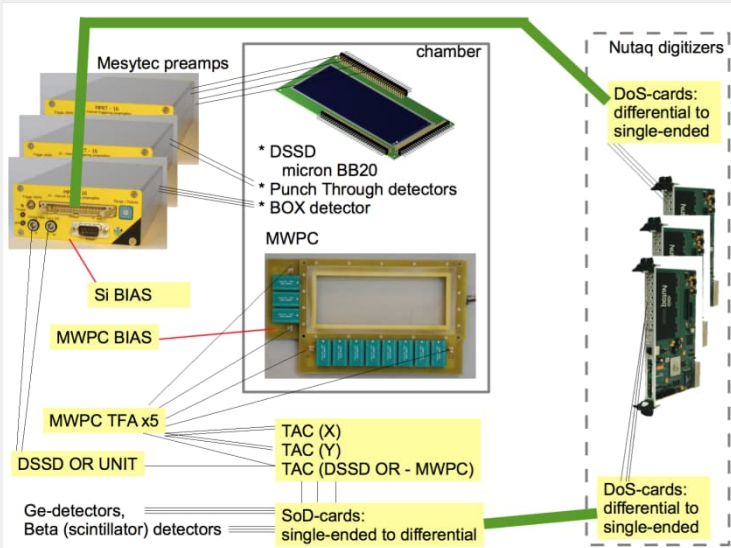 Mesytec preamps
chamber
Nutaq digitizers
DoS-cards:
differential to
single-ended
* DSSD
micron BB20
* Punch Through detectors
* BOX detector
MWPC
Si BIAS
MWPC BIAS
MWPC TFA x5
DSSD OR UNIT
TAC (X)
TAC (Y)
TAC (DSSD OR - MWPC)
Ge-detectors,
Beta (scintillator) detectors
SoD-cards:
single-ended to differential
DoS-cards:
differential to
single-ended
Nutaq